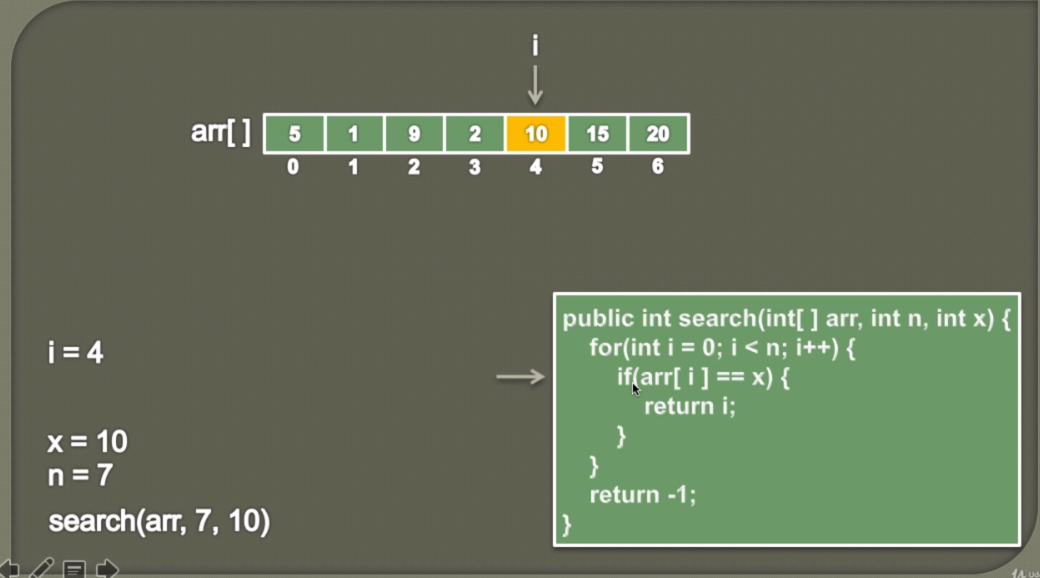 i
arr[ ] 5 1 9 2 10 15 20
0 1 2 3 4 5 6
i = 4
x = 10
n = 7
search(arr, 7, 10)
public int search(int[ ] arr, int n, int x) {
for(int i = 0; i < n; i++) {
if(arr[ i ] == x) {
return i;
}
}
return -1;
}